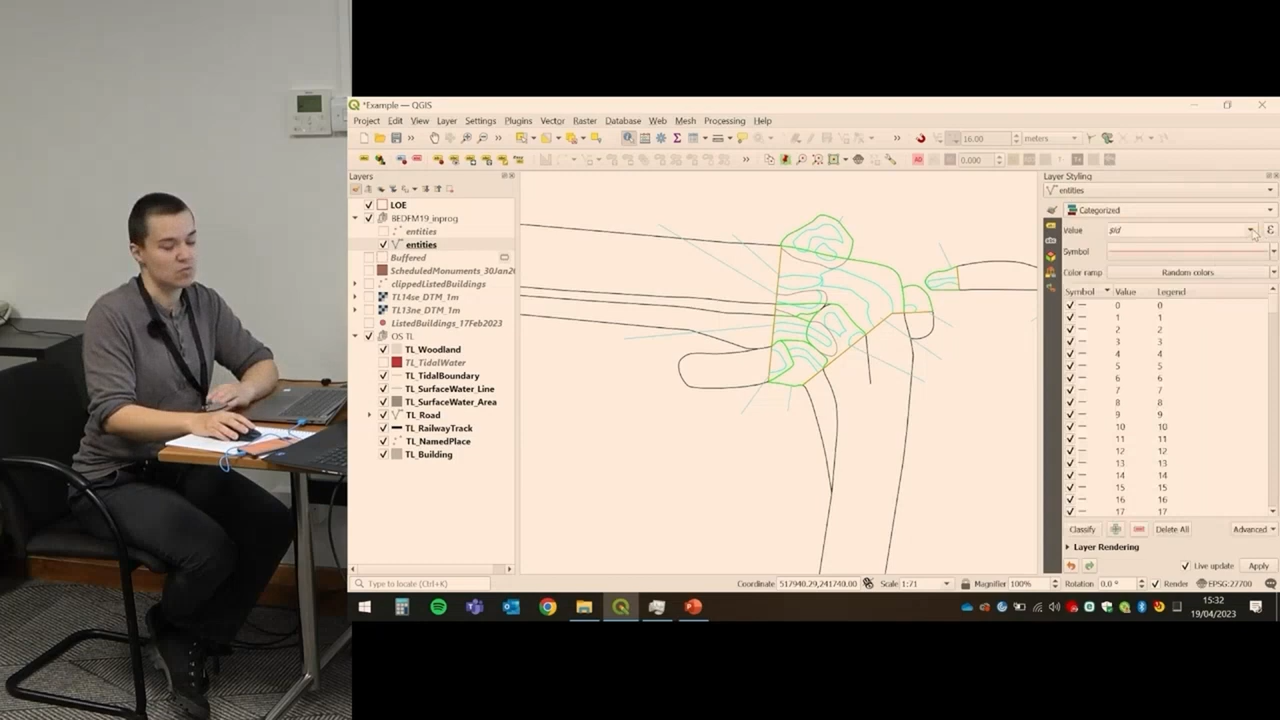 *Example — QGIS
Project Edit View Layer Settings Plugins Vector Raster Database Web Mesh Processing Help
16.00 meters
0.000
Layers
LOE
BEDFM19_inprog
entities
entities
Buffered
ScheduledMonuments_30Jan20
clippedListedBuildings
TL14se_DTM_1m
TL13ne_DTM_1m
ListedBuildings_17Feb2023
OS TL
TL_Woodland
TL_TidalWater
TL_TidalBoundary
TL_SurfaceWater_Line
TL_SurfaceWater_Area
TL_Road
TL_RailwayTrack
TL_NamedPlace
TL_Building
Layer Styling
entities
Categorized
Value $id
Symbol
Color ramp Random colors
Symbol Value Legend
0 0
1 1
2 2
3 3
4 4
5 5
6 6
7 7
8 8
9 9
10 10
11 11
12 12
13 13
14 14
15 15
16 16
17 17
Classify Delete All Advanced
Layer Rendering
Live update Apply
Type to locate (Ctrl+K)
Coordinate 517940.29,241740.00 Scale 1:71 Magnifier 100% Rotation 0.0 ° Render EPSG:27700
15:32
19/04/2023